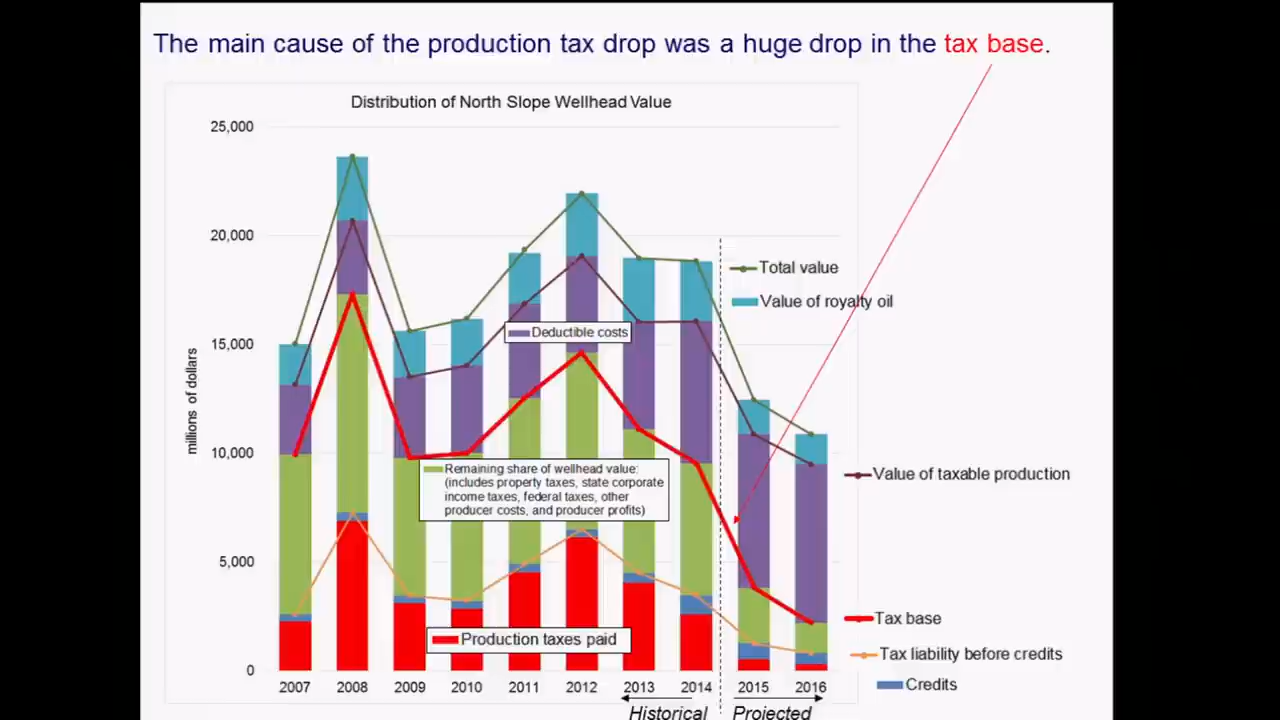 The main cause of the production tax drop was a huge drop in the tax base.
Distribution of North Slope Wellhead Value
25,000
20,000
15,000
10,000
5,000
0
millions of dollars
Total value
Value of royalty oil
Deductible costs
Remaining share of wellhead value:
(includes property taxes, state corporate
income taxes, federal taxes, other
producer costs, and producer profits)
Value of taxable production
Tax base
Production taxes paid
Tax liability before credits
Credits
2007 2008 2009 2010 2011 2012 2013 2014 2015 2016
Historical Projected